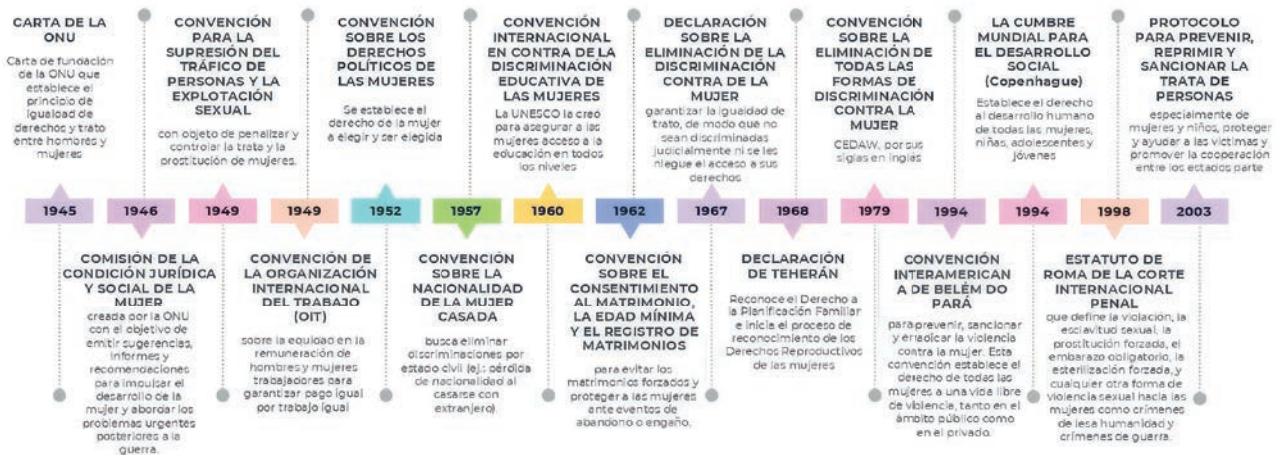 CARTA DE LA
ONU
Carta de fundación
de la ONU que
establece el
principio de
igualdad de
derechos y trato
entre hombres y
mujeres
CONVENCIÓN
PARA LA
SUPRESIÓN DEL
TRÁFICO DE
PERSONAS Y LA
EXPLOTACIÓN
SEXUAL
con objeto de penalizar y
controlar la trata y la
prostitución de mujeres.
CONVENCIÓN
SOBRE LOS
DERECHOS
POLÍTICOS DE
LAS MUJERES
Se establece el
derecho de la mujer
a elegir y ser elegida
CONVENCIÓN
INTERNACIONAL
EN CONTRA DE LA
DISCRIMINACIÓN
EDUCATIVA DE
LAS MUJERES
La UNESCO la creó
para asegurar a las
mujeres acceso a la
educación en todos
los niveles
DECLARACIÓN
SOBRE LA
ELIMINACIÓN DE LA
DISCRIMINACIÓN
CONTRA DE LA
MUJER
garantizar la igualdad de
trato, de modo que no
sean discriminadas
judicialmente ni se les
niegue el acceso a sus
derechos
CONVENCIÓN
SOBRE LA
ELIMINACIÓN DE
TODAS LAS
FORMAS DE
DISCRIMINACIÓN
CONTRA LA
MUJER
CEDAW, por sus
siglas en inglés
LA CUMBRE
MUNDIAL PARA
EL DESARROLLO
SOCIAL
(Copenhague)
Establece el derecho
al desarrollo humano
de todas las mujeres,
niñas, adolescentes y
jóvenes
PROTOCOLO
PARA PREVENIR,
REPRIMIR Y
SANCIONAR LA
TRATA DE
PERSONAS
especialmente de
mujeres y niños, proteger
y ayudar a las víctimas y
promover la cooperación
entre los estados parte
1945 1946 1949 1949 1952 1957 1960 1962 1967 1968 1979 1994 1994 1998 2003
COMISIÓN DE LA
CONDICIÓN JURÍDICA
Y SOCIAL DE LA
MUJER
creada por la ONU
con el objetivo de
emitir sugerencias,
informes y
recomendaciones
para impulsar el
desarrollo de la
mujer y abordar los
problemas urgentes
posteriores a la
guerra.
CONVENCIÓN DE
LA ORGANIZACIÓN
INTERNACIONAL
DEL TRABAJO
(OIT)
sobre la equidad en la
remuneración de
hombres y mujeres
trabajadores para
garantizar pago igual
por trabajo igual
CONVENCIÓN
SOBRE LA
NACIONALIDAD
DE LA MUJER
CASADA
busca eliminar
discriminaciones por
estado civil (ej.: pérdida
de nacionalidad al
casarse con
extranjero).
CONVENCIÓN
SOBRE EL
CONSENTIMIENTO
AL MATRIMONIO,
LA EDAD MÍNIMA
Y EL REGISTRO DE
MATRIMONIOS
para evitar los
matrimonios forzados y
proteger a las mujeres
ante eventos de
abandono o engaño.
DECLARACIÓN
DE TEHERÁN
Reconoce el Derecho a
la Planificación Familiar
e inicia el proceso de
reconocimiento de los
Derechos Reproductivos
de las mujeres
CONVENCIÓN
INTERAMERICAN
A DE BELÉM DO
PARÁ
para prevenir, sancionar
y erradicar la violencia
contra la mujer. Esta
convención establece el
derecho de todas las
mujeres a una vida libre
de violencia, tanto en el
ámbito público como
en el privado.
ESTATUTO DE
ROMA DE LA CORTE
INTERNACIONAL
PENAL
que define la violación, la
esclavitud sexual, la
prostitución forzada, el
embarazo obligatorio, la
esterilización forzada, y
cualquier otra forma de
violencia sexual hacia las
mujeres como crímenes
de lesa humanidad y
crímenes de guerra.